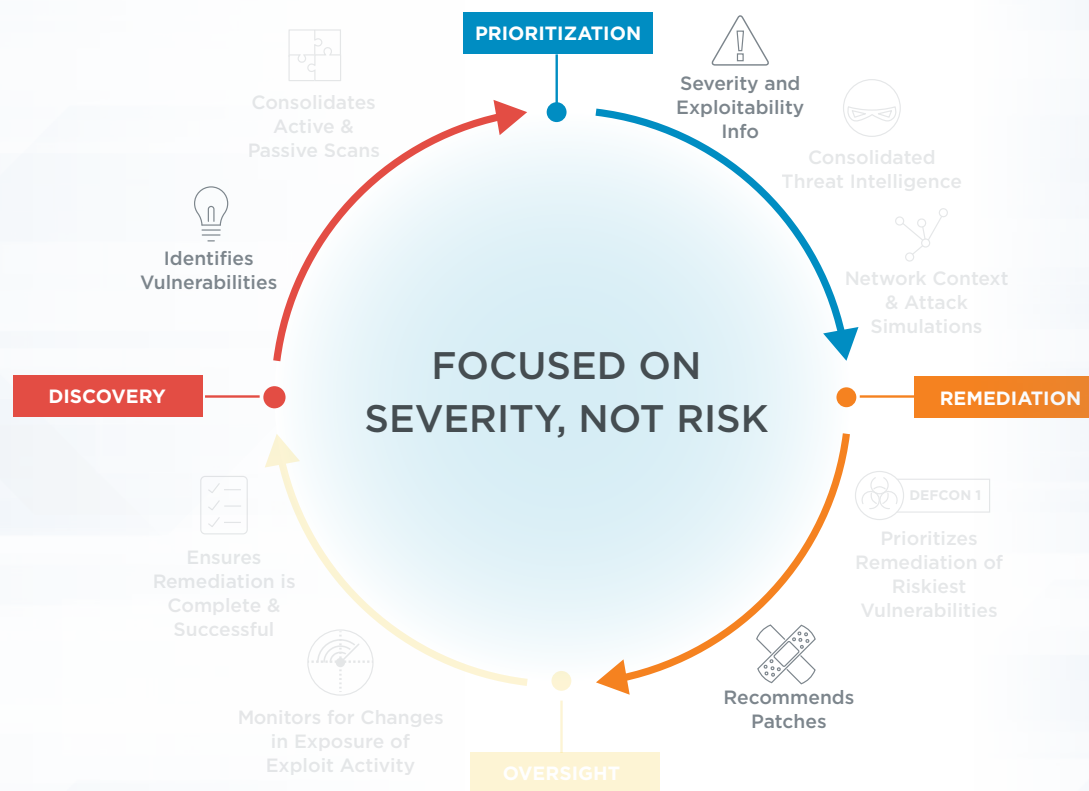 PRIORITIZATION
Severity and
Exploitability
Info
Consolidates
Active &
Passive Scans
Consolidated
Threat Intelligence
Identifies
Vulnerabilities
Network Context
& Attack
Simulations
FOCUSED ON
SEVERITY, NOT RISK
DISCOVERY
REMEDIATION
DEFCON 1
Prioritizes
Remediation of
Riskiest
Vulnerabilities
Ensures
Remediation is
Complete &
Successful
Recommends
Patches
Monitors for Changes
in Exposure of
Exploit Activity
OVERSIGHT